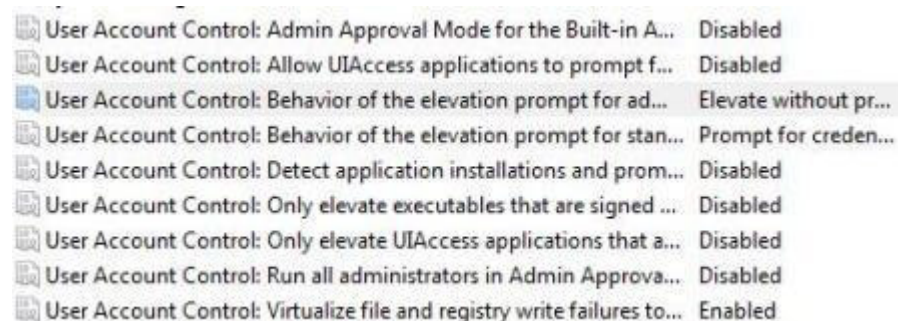 User Account Control: Admin Approval Mode for the Built-in A... Disabled
User Account Control: Allow UIAccess applications to prompt f... Disabled
User Account Control: Behavior of the elevation prompt for ad... Elevate without pr...
User Account Control: Behavior of the elevation prompt for stan... Prompt for creden...
User Account Control: Detect application installations and prom... Disabled
User Account Control: Only elevate executables that are signed ... Disabled
User Account Control: Only elevate UIAccess applications that a... Disabled
User Account Control: Run all administrators in Admin Approva... Disabled
User Account Control: Virtualize file and registry write failures to... Enabled